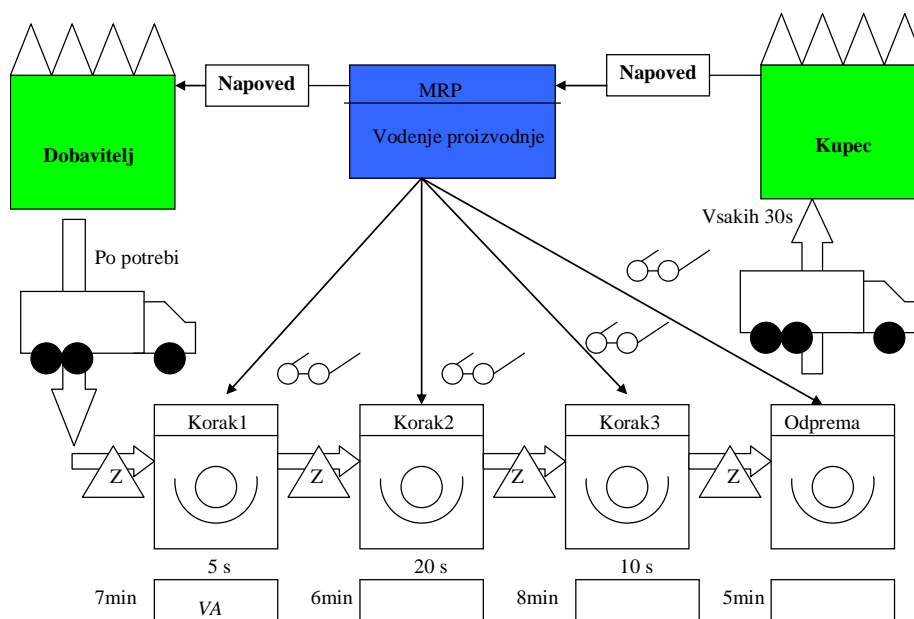 Napoved
Napoved
MRP
Vodenje proizvodnje
Dobavitelj
Kupec
Po potrebi
Vsakih 30s
Korak1
Korak2
Korak3
Odprema
Z
Z
Z
Z
5 s
20 s
10 s
7min
VA
6min
8min
5min